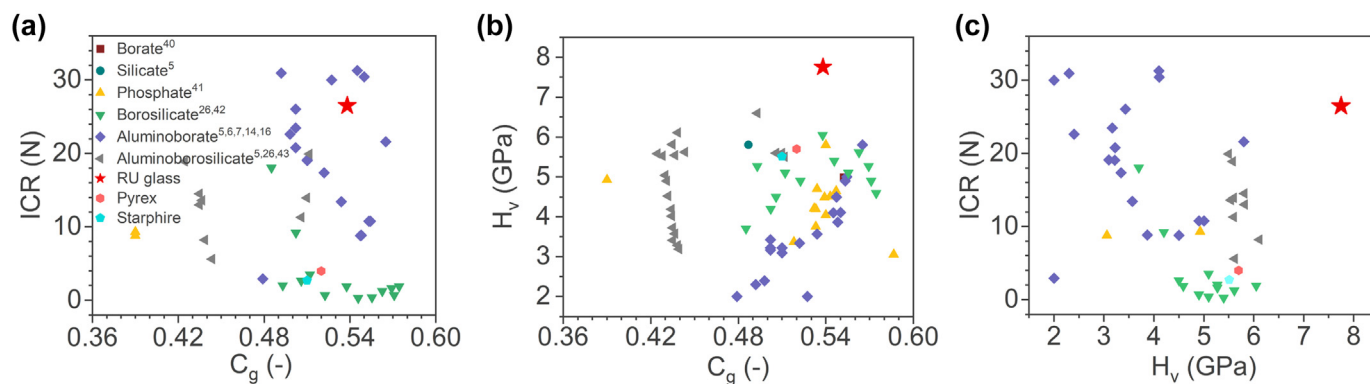 (a)
ICR (N)
30
20
10
0
0.36
0.42
0.48
0.54
0.60
Cg (-)
Borate40
Silicate5
Phosphate41
Borosilicate26,42
Aluminoborate5,6,7,14,16
Aluminoborosilicate5,26,43
RU glass
Pyrex
Starphire
(b)
Hv (GPa)
8
7
6
5
4
3
2
0.36
0.42
0.48
0.54
0.60
Cg (-)
(c)
ICR (N)
30
20
10
0
2
3
4
5
6
7
8
Hv (GPa)